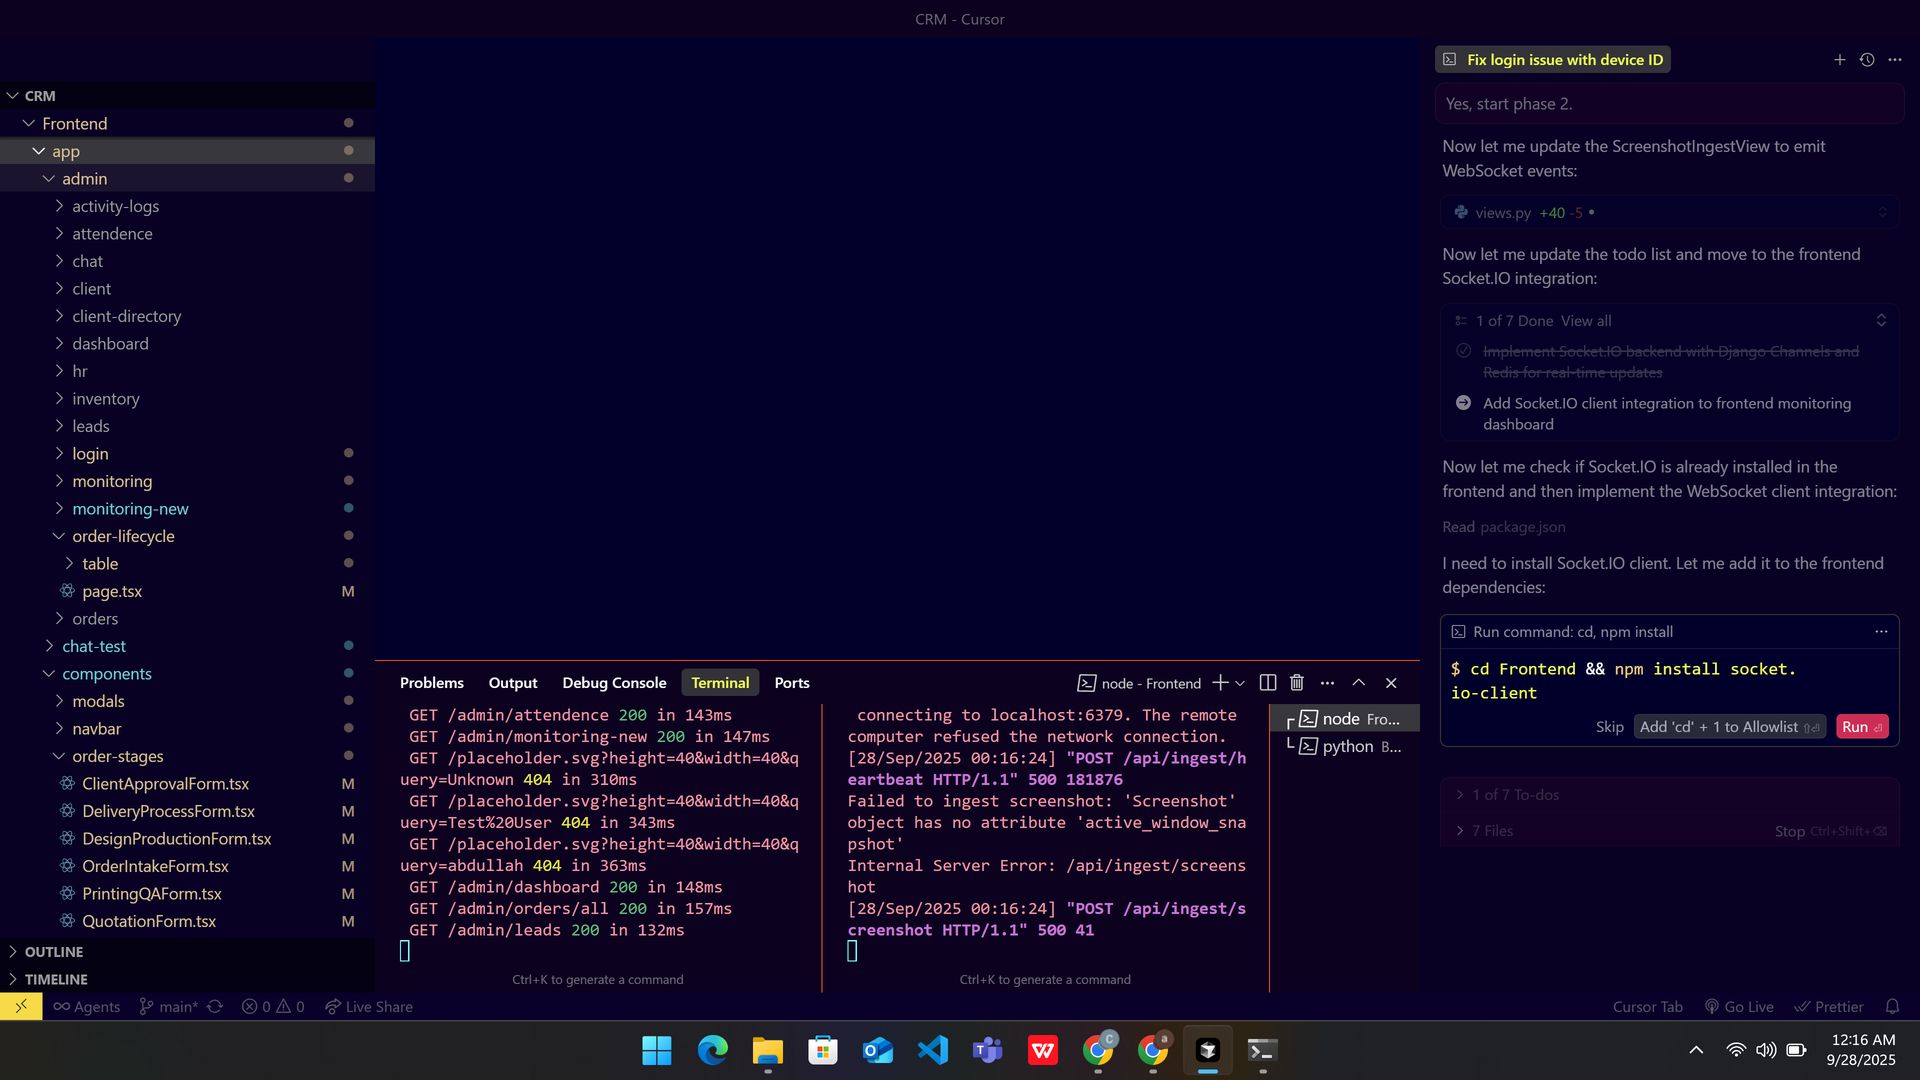 CRM - Cursor
CRM
Frontend
app
admin
activity-logs
attendence
chat
client
client-directory
dashboard
hr
inventory
leads
login
monitoring
monitoring-new
order-lifecycle
table
page.tsx M
orders
chat-test
components
modals
navbar
order-stages
ClientApprovalForm.tsx M
DeliveryProcessForm.tsx M
DesignProductionForm.tsx M
OrderIntakeForm.tsx M
PrintingQAForm.tsx M
QuotationForm.tsx M
OUTLINE
TIMELINE
Problems Output Debug Console Terminal Ports
node - Frontend
GET /admin/attendence 200 in 143ms
GET /admin/monitoring-new 200 in 147ms
GET /placeholder.svg?height=40&width=40&q
uery=Unknown 404 in 310ms
GET /placeholder.svg?height=40&width=40&q
uery=Test%20User 404 in 343ms
GET /placeholder.svg?height=40&width=40&q
uery=abdullah 404 in 363ms
GET /admin/dashboard 200 in 148ms
GET /admin/orders/all 200 in 157ms
GET /admin/leads 200 in 132ms
Ctrl+K to generate a command
connecting to localhost:6379. The remote
computer refused the network connection.
[28/Sep/2025 00:16:24] "POST /api/ingest/h
eartbeat HTTP/1.1" 500 181876
Failed to ingest screenshot: 'Screenshot'
object has no attribute 'active_window_sna
pshot'
Internal Server Error: /api/ingest/screens
hot
[28/Sep/2025 00:16:24] "POST /api/ingest/s
creenshot HTTP/1.1" 500 41
Ctrl+K to generate a command
node Fro...
python B...
Fix login issue with device ID
Yes, start phase 2.
Now let me update the ScreenshotIngestView to emit
WebSocket events:
views.py +40 -5
Now let me update the todo list and move to the frontend
Socket.IO integration:
1 of 7 Done View all
Implement Socket.IO backend with Django Channels and
Redis for real-time updates
Add Socket.IO client integration to frontend monitoring
dashboard
Now let me check if Socket.IO is already installed in the
frontend and then implement the WebSocket client integration:
Read package.json
I need to install Socket.IO client. Let me add it to the frontend
dependencies:
Run command: cd, npm install
$ cd Frontend && npm install socket.
io-client
Skip Add 'cd' + 1 to Allowlist Run
1 of 7 To-dos
7 Files Stop Ctrl+Shift+
Agents main* 0 0 Live Share
Cursor Tab Go Live Prettier
12:16 AM
9/28/2025